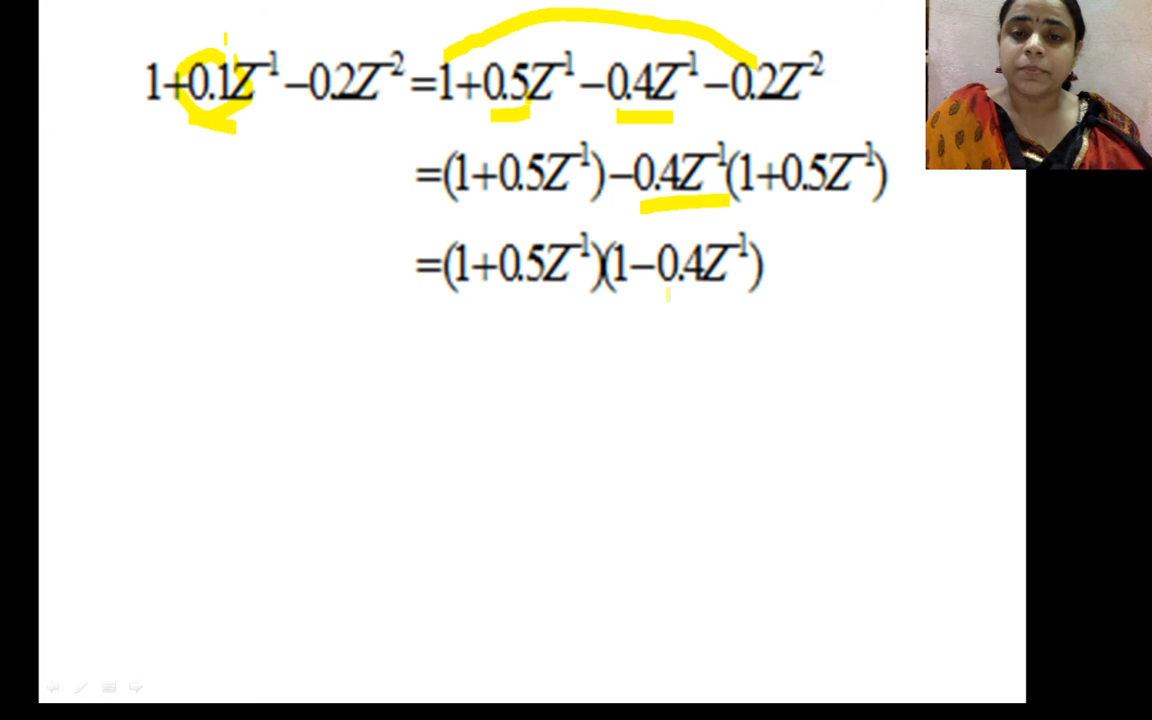 1+0.1Z⁻¹−0.2Z⁻²=1+0.5Z⁻¹−0.4Z⁻¹−0.2Z⁻²
=(1+0.5Z⁻¹)−0.4Z⁻¹(1+0.5Z⁻¹)
=(1+0.5Z⁻¹)(1−0.4Z⁻¹)